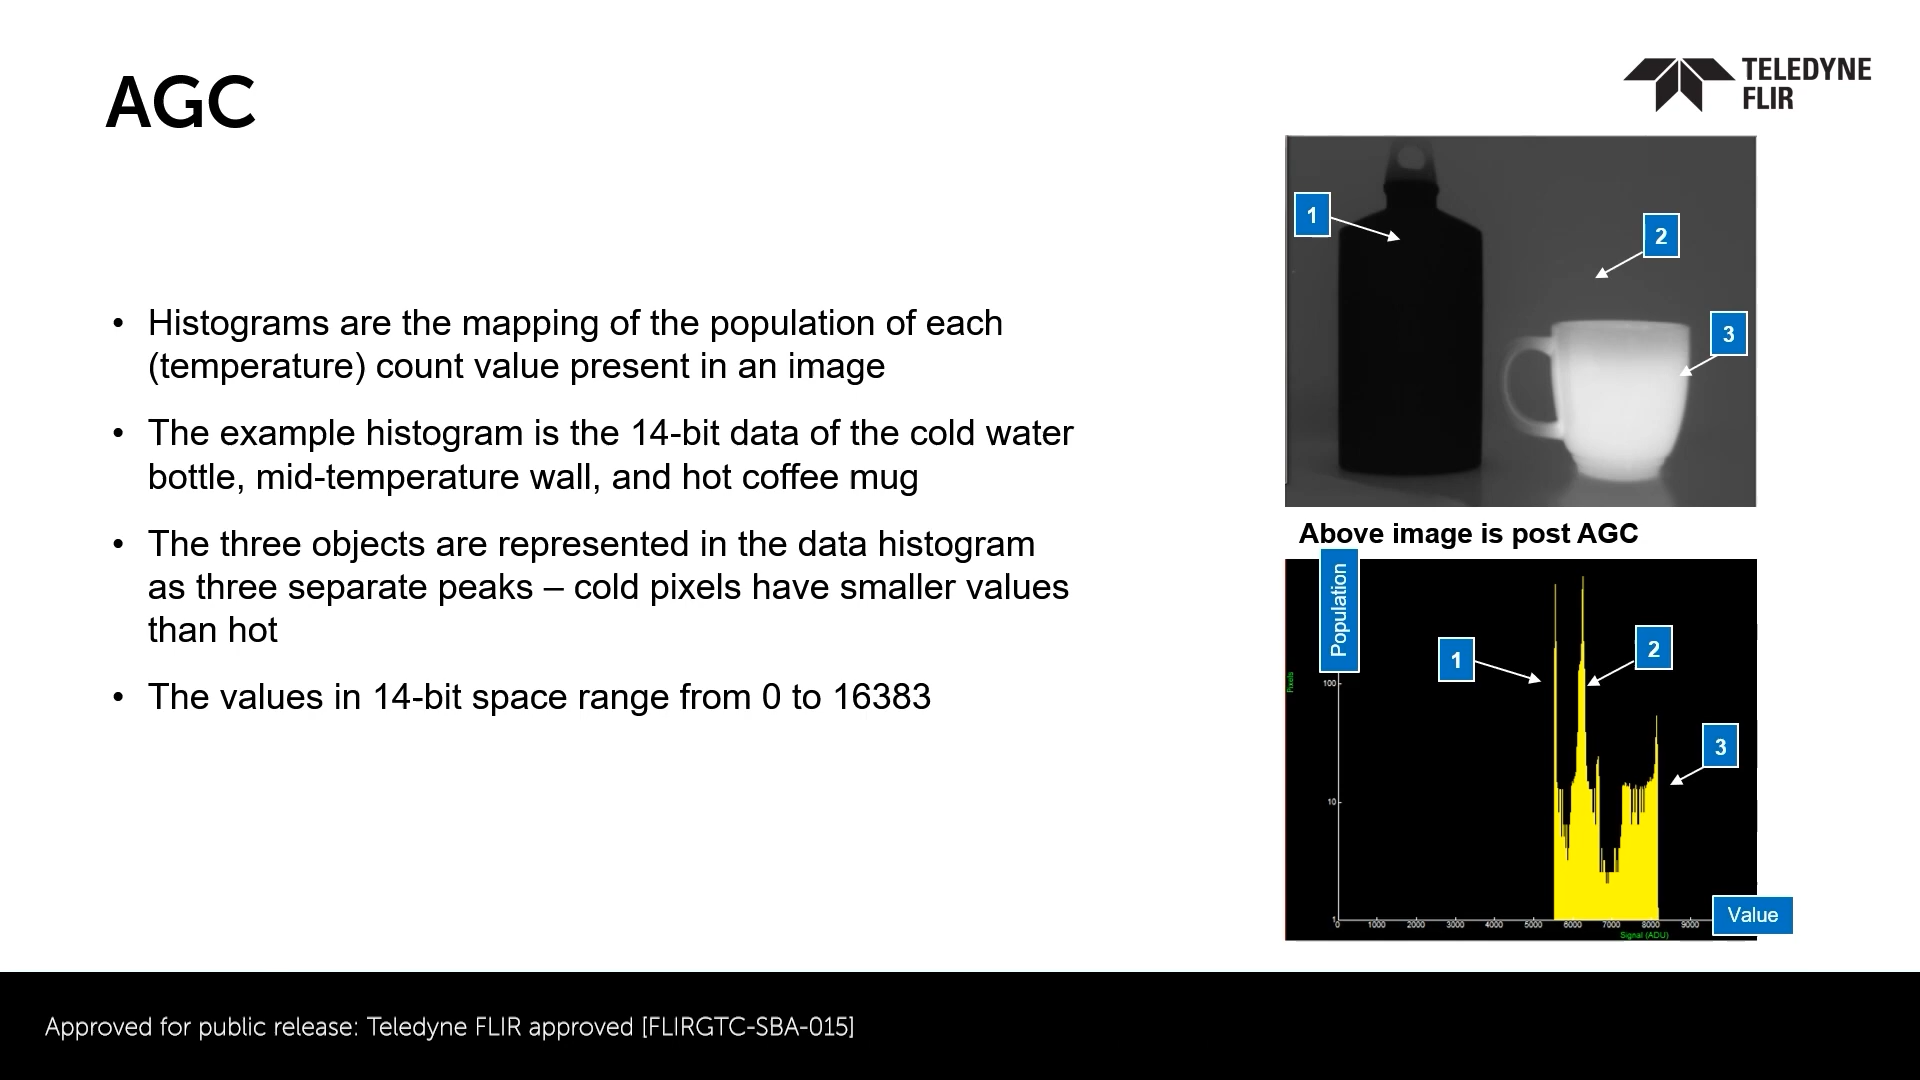 AGC
TELEDYNE
FLIR
• Histograms are the mapping of the population of each
(temperature) count value present in an image
• The example histogram is the 14-bit data of the cold water
bottle, mid-temperature wall, and hot coffee mug
• The three objects are represented in the data histogram
as three separate peaks – cold pixels have smaller values
than hot
• The values in 14-bit space range from 0 to 16383
1
2
3
Above image is post AGC
Population
Pixels
1
2
3
100
10
1
0 1000 2000 3000 4000 5000 6000 7000 8000 9000
Signal (ADU)
Value
Approved for public release: Teledyne FLIR approved [FLIRGTC-SBA-015]